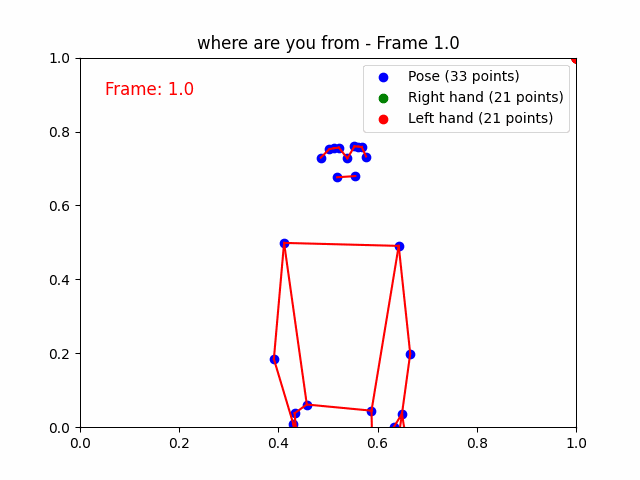 where are you from - Frame 1.0
Frame: 1.0
Pose (33 points)
Right hand (21 points)
Left hand (21 points)
1.0
0.8
0.6
0.4
0.2
0.0
0.0 0.2 0.4 0.6 0.8 1.0